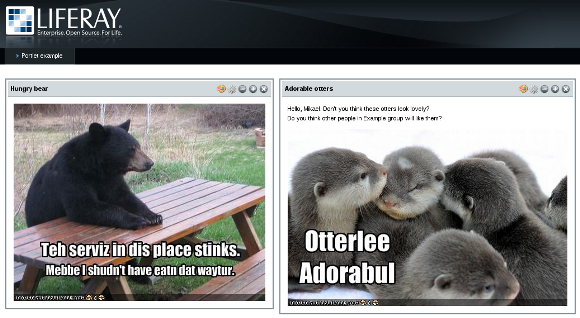 LIFERAY.
Enterprise. Open Source. For Life.
Portlet example
Hungry bear
Teh serviz in dis place stinks.
Mebbe I shudn't have eatn dat waytur.
Adorable otters
Hello, Mikael. Don't you think these otters look lovely?
Do you think other people in Example group will like them?
Otterlee
Adorabul